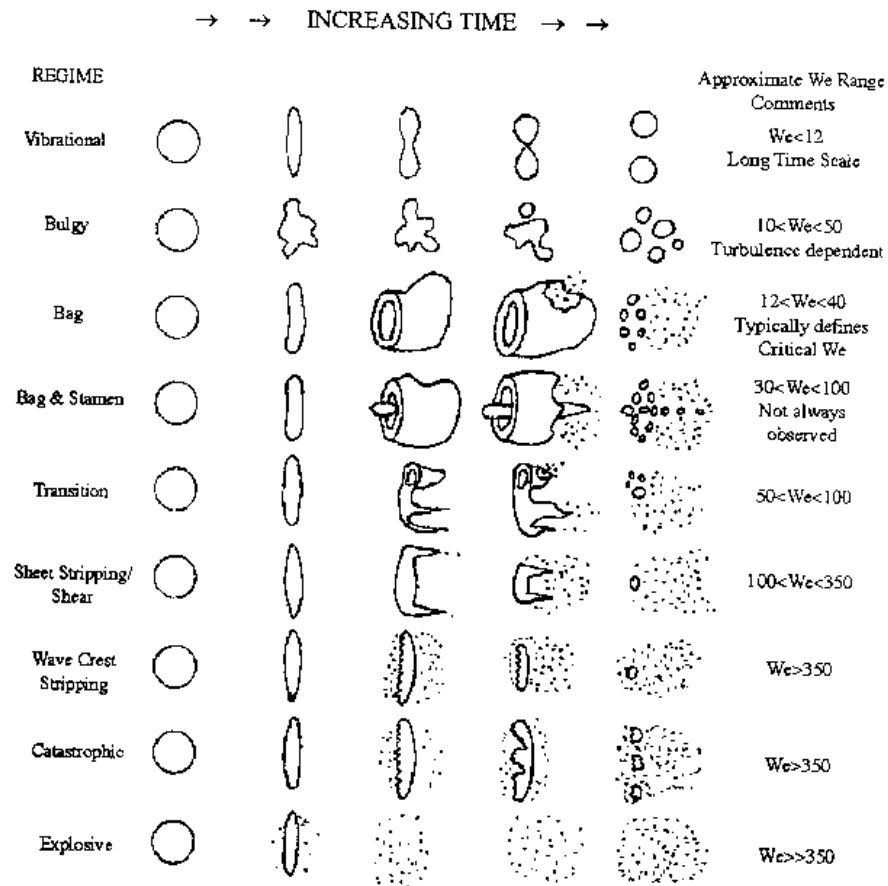 → → INCREASING TIME → →
REGIME
Approximate We Range
Comments
Vibrational
We<12
Long Time Scale
Bulgy
10<We<50
Turbulence dependent
Bag
12<We<40
Typically defines
Critical We
Bag & Stamen
30<We<100
Not always
observed
Transition
50<We<100
Sheet Stripping/
Shear
100<We<350
Wave Crest
Stripping
We>350
Catastrophic
We>350
Explosive
We>>350